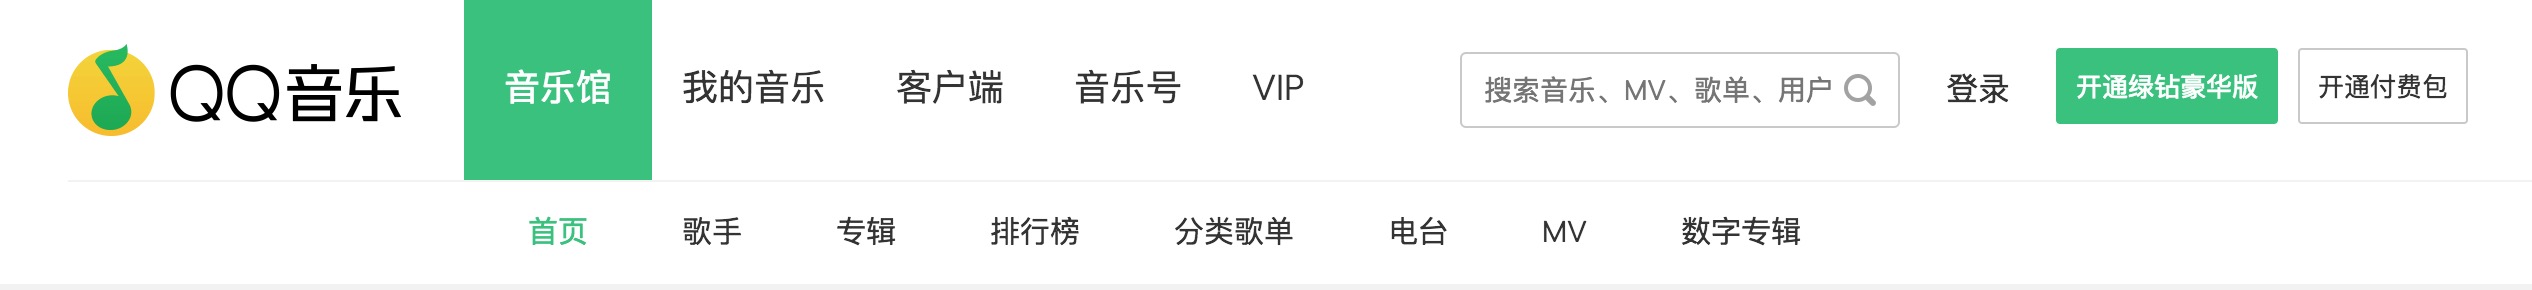 QQ音乐 音乐馆 我的音乐 客户端 音乐号 VIP 搜索音乐、MV、歌单、用户 登录 开通绿钻豪华版 开通付费包
首页 歌手 专辑 排行榜 分类歌单 电台 MV 数字专辑